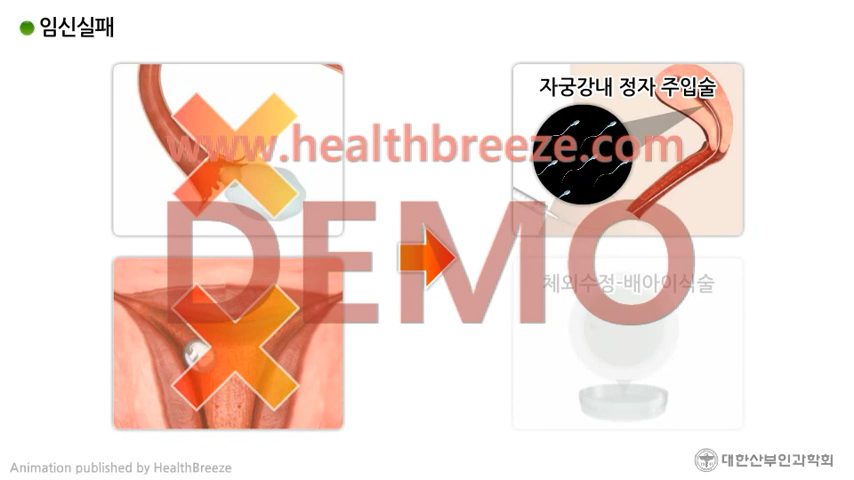 임신실패
자궁강내 정자 주입술
www.healthbreeze.com
DEMO
체외수정-배아이식술
Animation published by HealthBreeze
대한산부인과학회